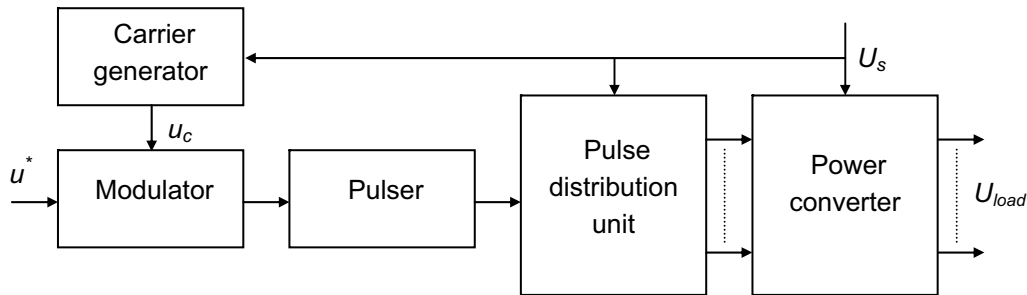 Carrier
generator
U_s
u_c
u^*
Modulator
Pulser
Pulse
distribution
unit
Power
converter
U_load